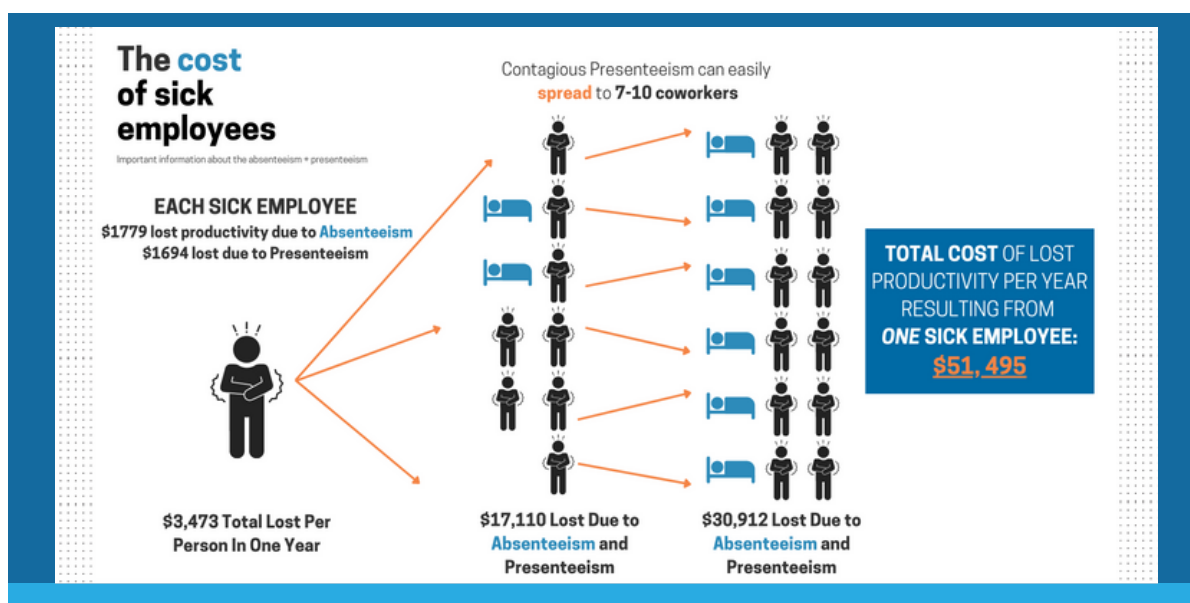 The cost
of sick
employees
Important information about the absenteeism + presenteeism
EACH SICK EMPLOYEE
$1779 lost productivity due to Absenteeism
$1694 lost due to Presenteeism
$3,473 Total Lost Per
Person In One Year
Contagious Presenteeism can easily
spread to 7-10 coworkers
$17,110 Lost Due to
Absenteeism and
Presenteeism
$30,912 Lost Due to
Absenteeism and
Presenteeism
TOTAL COST OF LOST
PRODUCTIVITY PER YEAR
RESULTING FROM
ONE SICK EMPLOYEE:
$51, 495